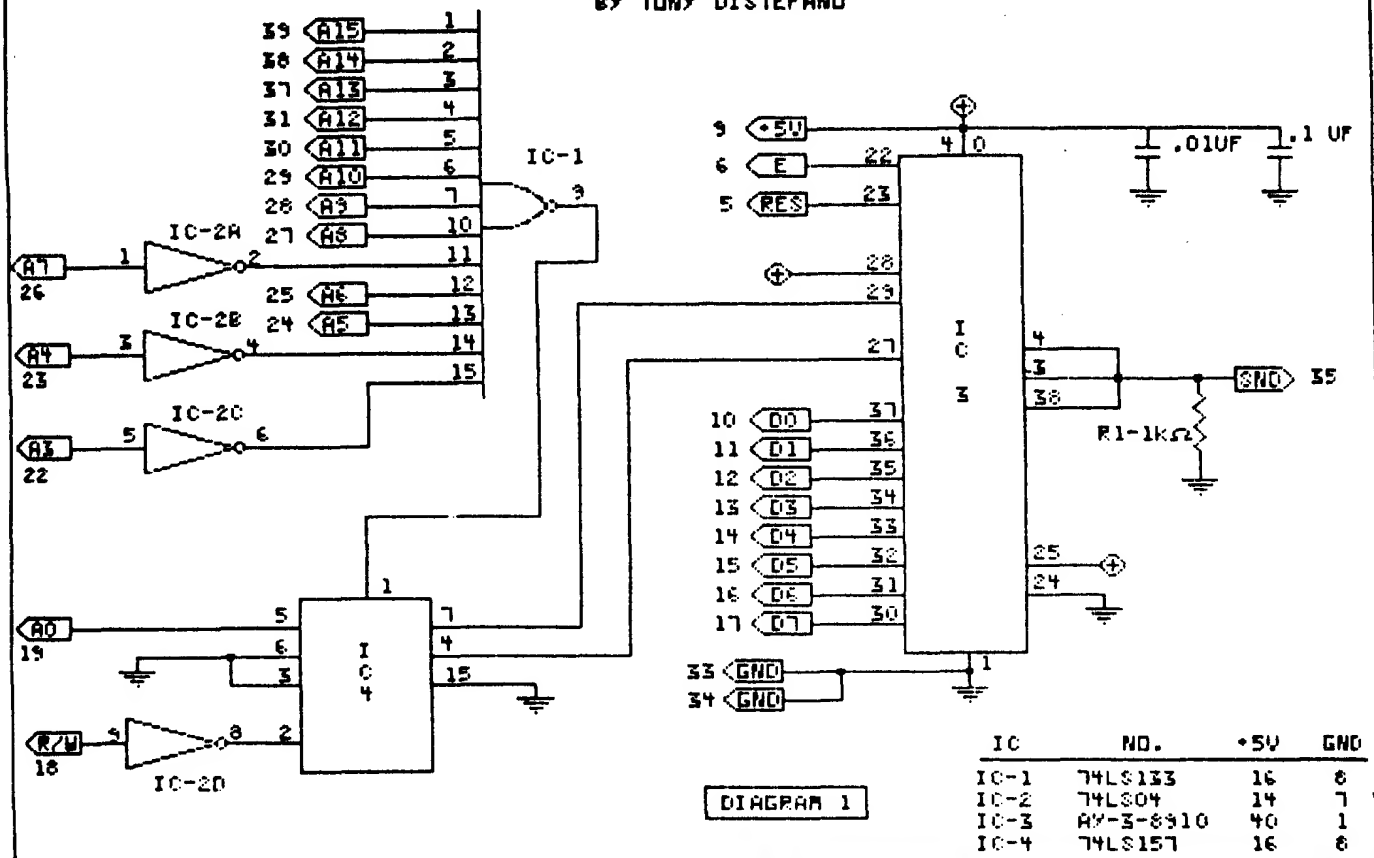 BY TONY DISTEFANO
39 A15 1
38 A14 2
37 A13 3
31 A12 4
30 A11 5
29 A10 6
28 A9 7
27 A8 10
IC-1
9
IC-2A
A7 1 2 11
26
25 A6 12
24 A5 13
IC-2B
A4 3 4 14
23
15
IC-2C
A3 5 6
22
1
A0 5 7
19
6 4
3 15
IC4
R/W 9 8 2
18
IC-2D
9 +5V 40
.01UF .1 UF
6 E 22
5 RES 23
28
29
27
IC 3
4
3
38
SND 35
R1-1kΩ
10 D0 37
11 D1 36
12 D2 35
13 D3 34
14 D4 33
15 D5 32
16 D6 31
17 D7 30
25
24
33 GND 1
34 GND
DIAGRAM 1
IC NO. +5V GND
IC-1 74LS133 16 8
IC-2 74LS04 14 7
IC-3 AY-3-8910 40 1
IC-4 74LS157 16 8